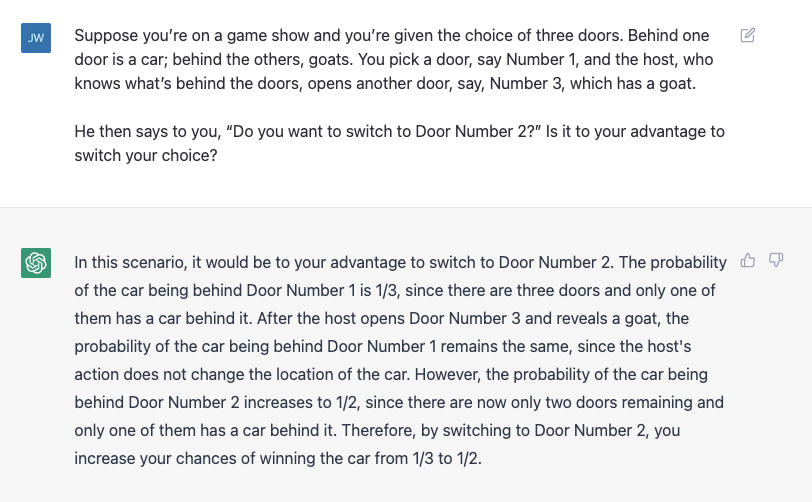 JW
Suppose you’re on a game show and you’re given the choice of three doors. Behind one
door is a car; behind the others, goats. You pick a door, say Number 1, and the host, who
knows what’s behind the doors, opens another door, say, Number 3, which has a goat.
He then says to you, “Do you want to switch to Door Number 2?” Is it to your advantage to
switch your choice?
In this scenario, it would be to your advantage to switch to Door Number 2. The probability
of the car being behind Door Number 1 is 1/3, since there are three doors and only one of
them has a car behind it. After the host opens Door Number 3 and reveals a goat, the
probability of the car being behind Door Number 1 remains the same, since the host's
action does not change the location of the car. However, the probability of the car being
behind Door Number 2 increases to 1/2, since there are now only two doors remaining and
only one of them has a car behind it. Therefore, by switching to Door Number 2, you
increase your chances of winning the car from 1/3 to 1/2.